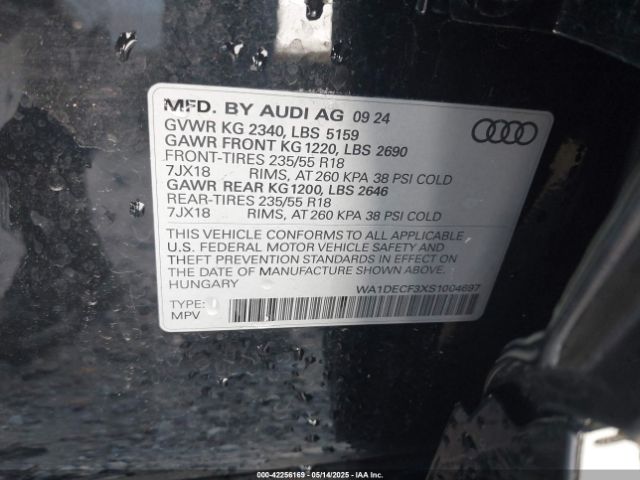 MFD. BY AUDI AG 09 24
GVWR KG 2340, LBS 5159
GAWR FRONT KG 1220, LBS 2690
FRONT-TIRES 235/55 R18
7JX18 RIMS, AT 260 KPA 38 PSI COLD
GAWR REAR KG 1200, LBS 2646
REAR-TIRES 235/55 R18
7JX18 RIMS, AT 260 KPA 38 PSI COLD
THIS VEHICLE CONFORMS TO ALL APPLICABLE
U.S. FEDERAL MOTOR VEHICLE SAFETY AND
THEFT PREVENTION STANDARDS IN EFFECT ON
THE DATE OF MANUFACTURE SHOWN ABOVE.
HUNGARY
WA1DECF3XS1004697
TYPE:
MPV
000-42256169 - 05/14/2025 - IAAI.COM